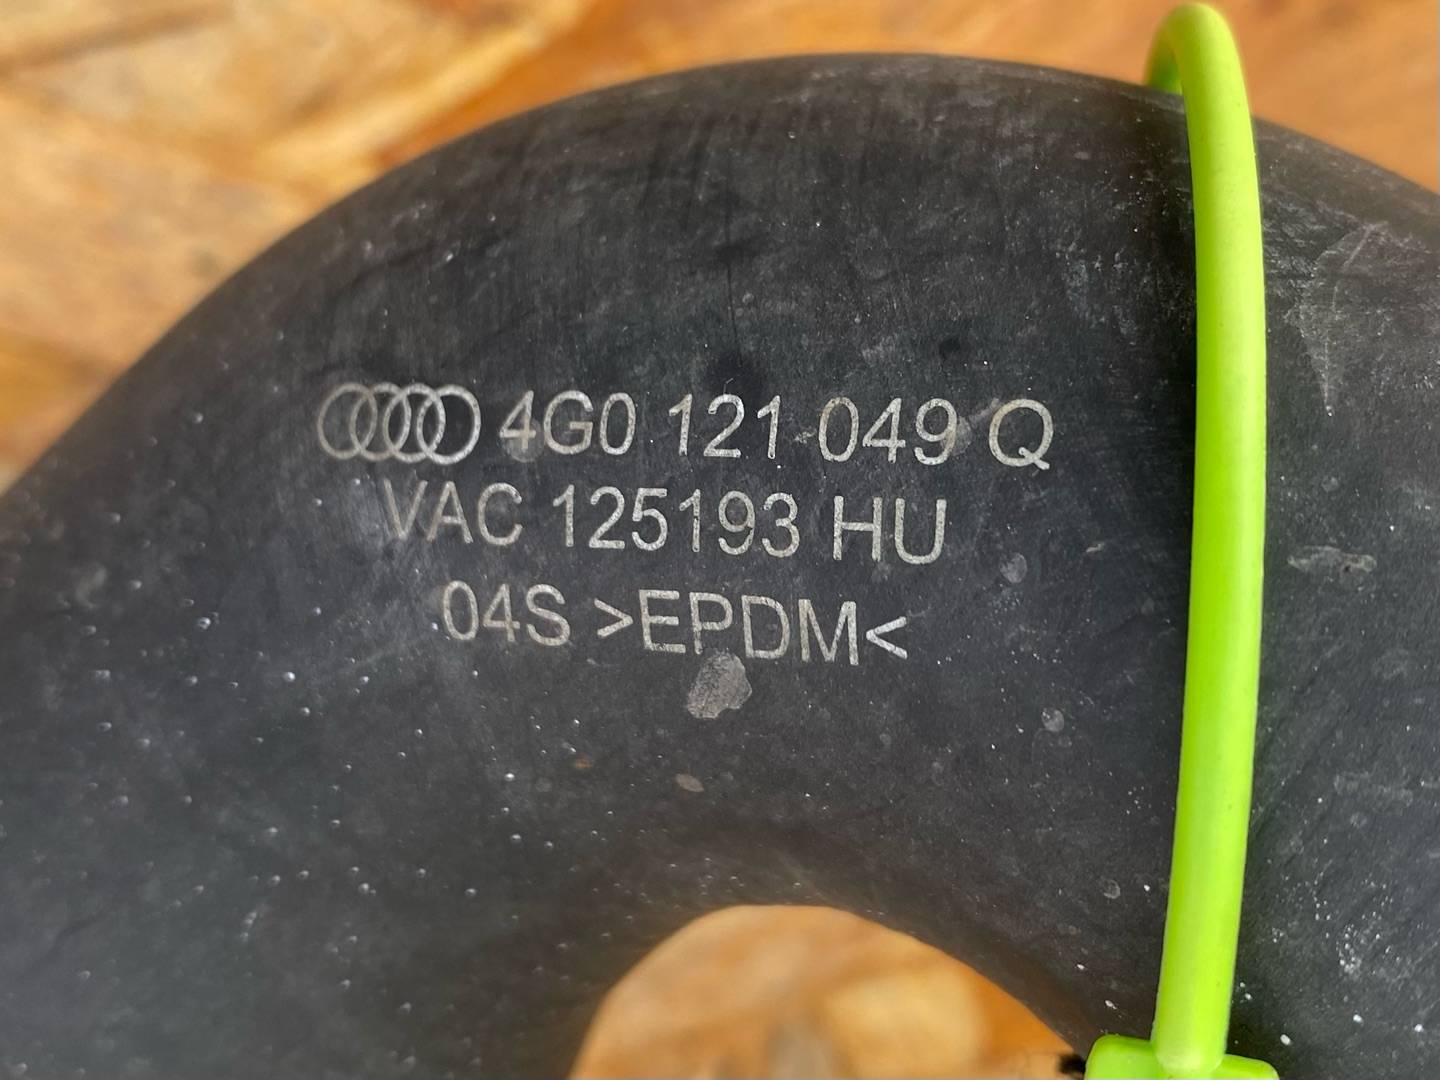 4G0 121 049 Q
VAC 125193 HU
04S >EPDM<